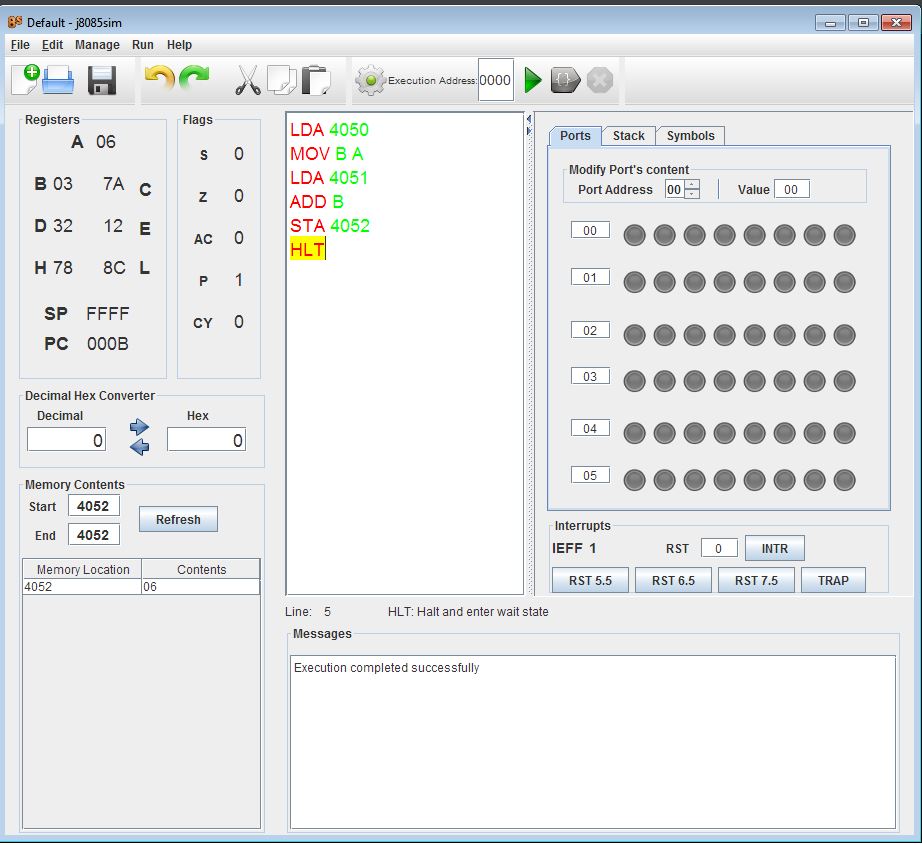 Default - j8085sim
File Edit Manage Run Help
Execution Address: 0000
Registers
A 06
B 03 7A C
D 32 12 E
H 78 8C L
SP FFFF
PC 000B
Flags
S 0
Z 0
AC 0
P 1
CY 0
Decimal Hex Converter
Decimal Hex
0 0
Memory Contents
Start 4052
End 4052
Refresh
Memory Location Contents
4052 06
LDA 4050
MOV B A
LDA 4051
ADD B
STA 4052
HLT
Line: 5 HLT: Halt and enter wait state
Ports Stack Symbols
Modify Port's content
Port Address 00 Value 00
00
01
02
03
04
05
Interrupts
IEFF 1 RST 0 INTR
RST 5.5 RST 6.5 RST 7.5 TRAP
Messages
Execution completed successfully